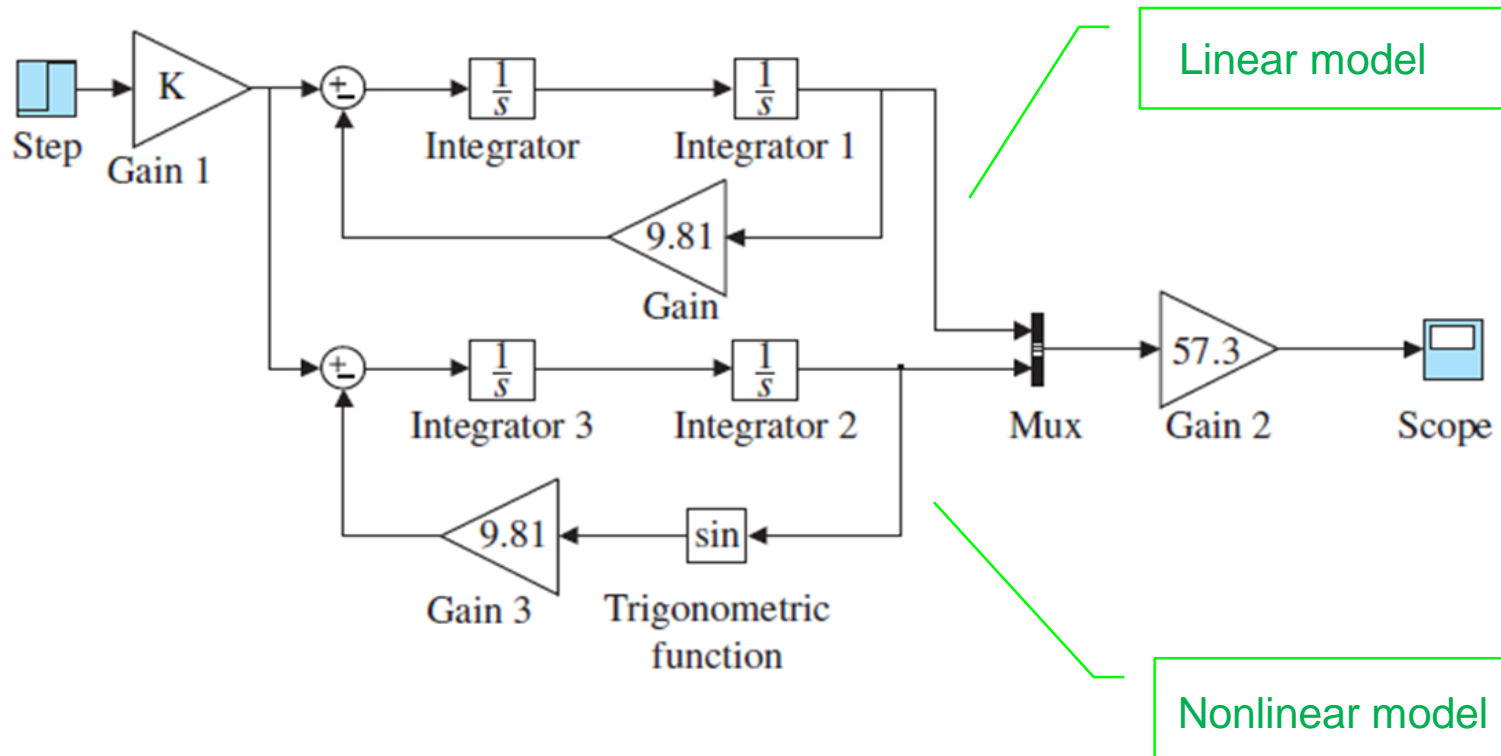 Linear model
K
+
−
1
s
1
s
Step
Gain 1
Integrator
Integrator 1
9.81
Gain
57.3
+
−
1
s
1
s
Integrator 3
Integrator 2
Mux
Gain 2
Scope
9.81
sin
Gain 3
Trigonometric
function
Nonlinear model